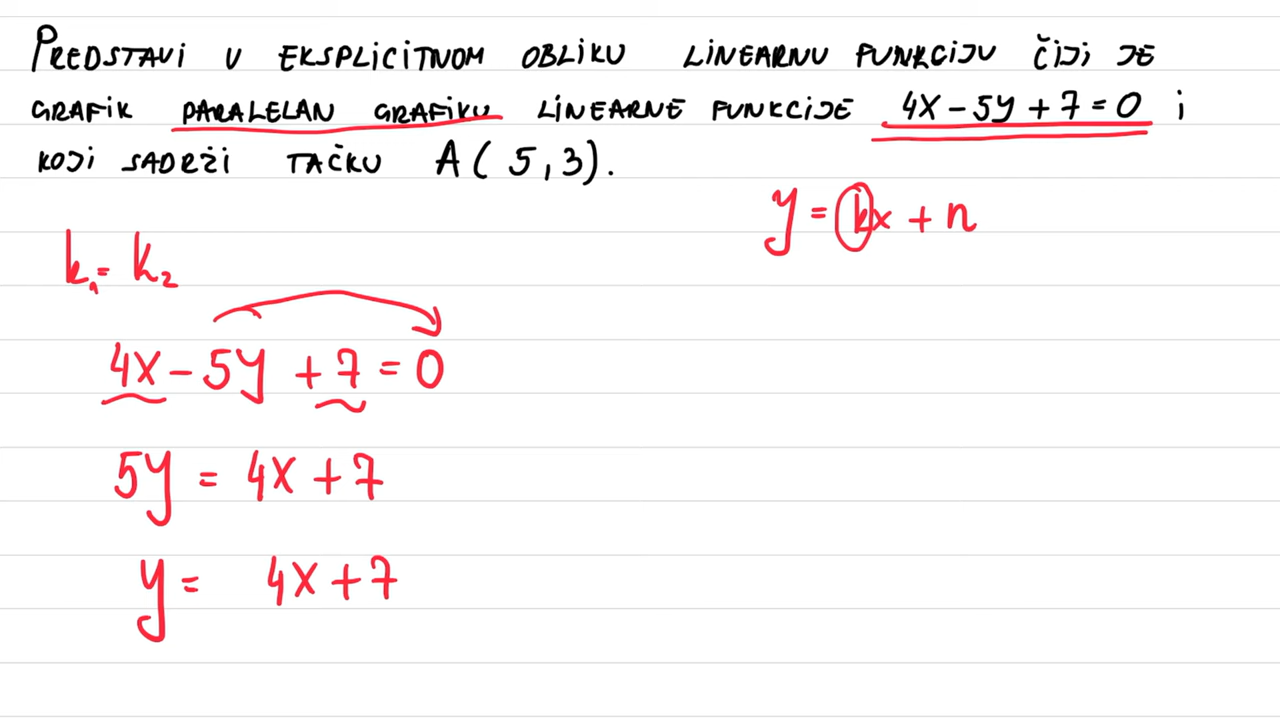 PREDSTAVI U EKSPLICITNOM OBLIKU LINEARNU FUNKCIJU ČIJI JE
GRAFIK PARALELAN GRAFIKU LINEARNE FUNKCIJE 4X - 5Y + 7 = 0 i
KOJI SADRŽI TAČKU A ( 5 , 3 ) .
y = kx + n
k₁ = k₂
4X - 5Y + 7 = 0
5Y = 4X + 7
y = 4X + 7